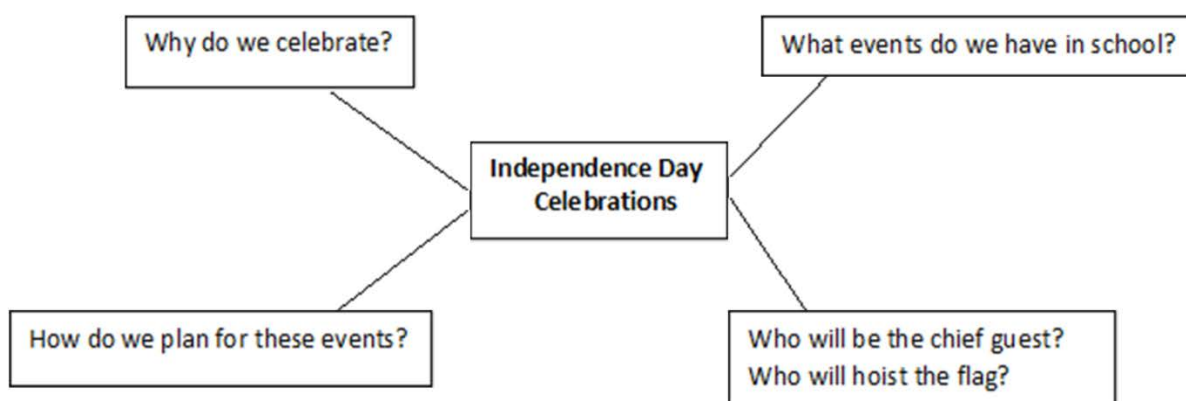 Why do we celebrate?
What events do we have in school?
Independence Day
Celebrations
How do we plan for these events?
Who will be the chief guest?
Who will hoist the flag?